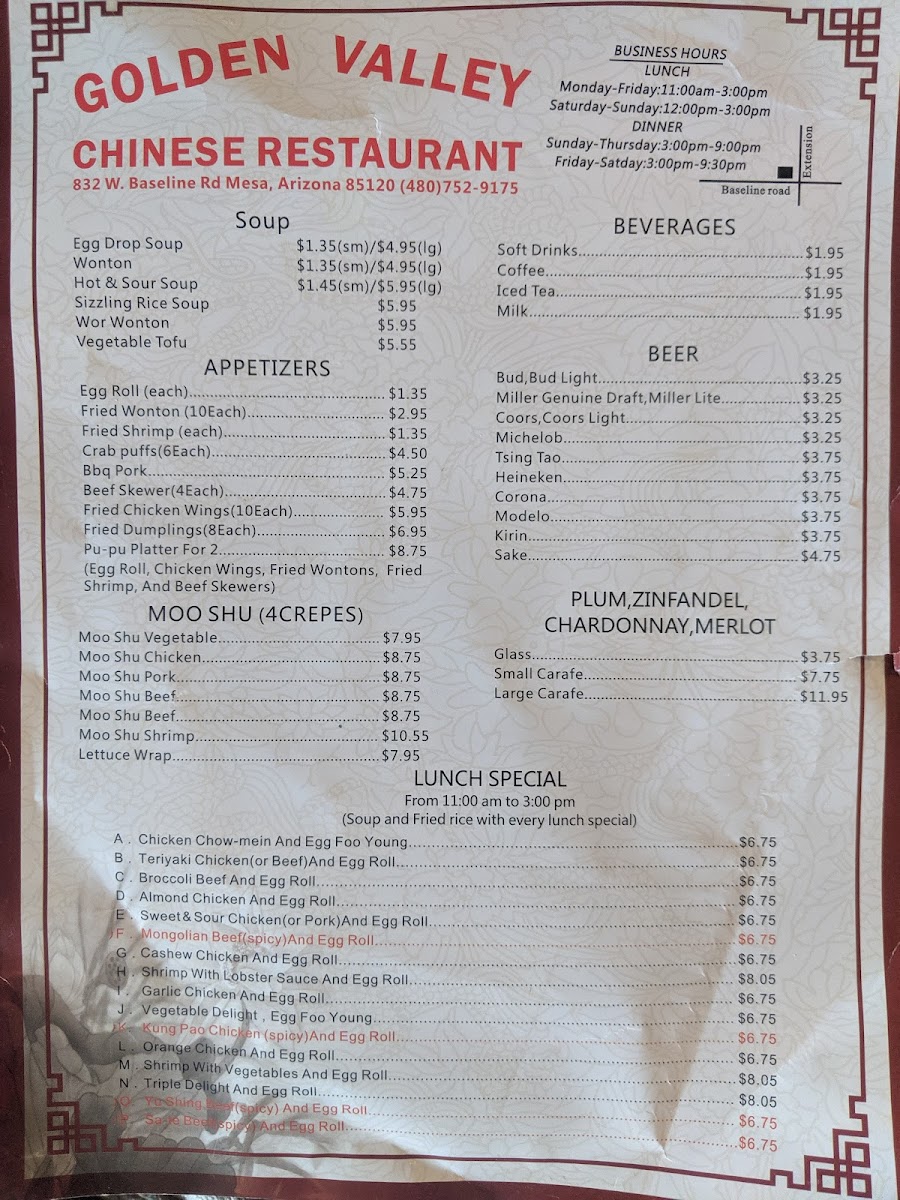 GOLDEN VALLEY
CHINESE RESTAURANT
832 W. Baseline Rd Mesa, Arizona 85120 (480)752-9175
BUSINESS HOURS
LUNCH
Monday-Friday:11:00am-3:00pm
Saturday-Sunday:12:00pm-3:00pm
DINNER
Sunday-Thursday:3:00pm-9:00pm
Friday-Satday:3:00pm-9:30pm
Extension
Baseline road
Soup
Egg Drop Soup $1.35(sm)/$4.95(lg)
Wonton $1.35(sm)/$4.95(lg)
Hot & Sour Soup $1.45(sm)/$5.95(lg)
Sizzling Rice Soup $5.95
Wor Wonton $5.95
Vegetable Tofu $5.55
APPETIZERS
Egg Roll (each)........ $1.35
Fried Wonton (10Each)........ $2.95
Fried Shrimp (each)........ $1.35
Crab puffs(6Each)........ $4.50
Bbq Pork........ $5.25
Beef Skewer(4Each)........ $4.75
Fried Chicken Wings(10Each)........ $5.95
Fried Dumplings(8Each)........ $6.95
Pu-pu Platter For 2........ $8.75
(Egg Roll, Chicken Wings, Fried Wontons, Fried
Shrimp, And Beef Skewers)
MOO SHU (4CREPES)
Moo Shu Vegetable........ $7.95
Moo Shu Chicken........ $8.75
Moo Shu Pork........ $8.75
Moo Shu Beef........ $8.75
Moo Shu Beef........ $8.75
Moo Shu Shrimp........ $10.55
Lettuce Wrap........ $7.95
BEVERAGES
Soft Drinks........ $1.95
Coffee........ $1.95
Iced Tea........ $1.95
Milk........ $1.95
BEER
Bud,Bud Light........ $3.25
Miller Genuine Draft,Miller Lite........ $3.25
Coors,Coors Light........ $3.25
Michelob........ $3.25
Tsing Tao........ $3.75
Heineken........ $3.75
Corona........ $3.75
Modelo........ $3.75
Kirin........ $3.75
Sake........ $4.75
PLUM,ZINFANDEL,
CHARDONNAY,MERLOT
Glass........ $3.75
Small Carafe........ $7.75
Large Carafe........ $11.95
LUNCH SPECIAL
From 11:00 am to 3:00 pm
(Soup and Fried rice with every lunch special)
A . Chicken Chow-mein And Egg Foo Young........ $6.75
B . Teriyaki Chicken(or Beef)And Egg Roll........ $6.75
C . Broccoli Beef And Egg Roll........ $6.75
D . Almond Chicken And Egg Roll........ $6.75
E . Sweet&Sour Chicken(or Pork)And Egg Roll........ $6.75
F . Mongolian Beef(spicy)And Egg Roll........ $6.75
G . Cashew Chicken And Egg Roll........ $6.75
H . Shrimp With Lobster Sauce And Egg Roll........ $8.05
I . Garlic Chicken And Egg Roll........ $6.75
J . Vegetable Delight , Egg Foo Young........ $6.75
K . Kung Pao Chicken (spicy)And Egg Roll........ $6.75
L . Orange Chicken And Egg Roll........ $6.75
M . Shrimp With Vegetables And Egg Roll........ $8.05
N . Triple Delight And Egg Roll........ $8.05
O . Yu Shing Beef(spicy) And Egg Roll........ $6.75
Beef(spicy) And Egg Roll........ $6.75